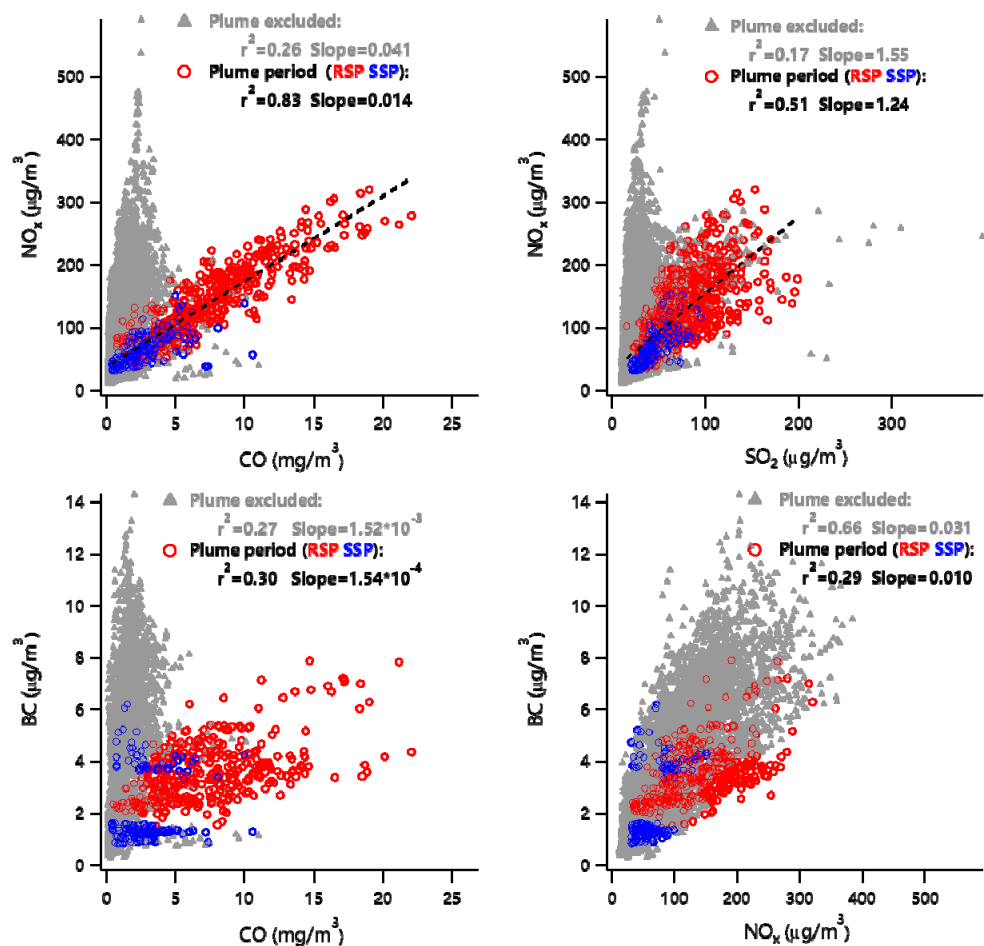 Plume excluded:
r²=0.26 Slope=0.041
Plume period (RSP SSP):
r²=0.83 Slope=0.014
500
400
300
200
100
0
NOₓ (µg/m³)
0 5 10 15 20 25
CO (mg/m³)
Plume excluded:
r²=0.17 Slope=1.55
Plume period (RSP SSP):
r²=0.51 Slope=1.24
500
400
300
200
100
0
NOₓ (µg/m³)
0 100 200 300
SO₂ (µg/m³)
Plume excluded:
r²=0.27 Slope=1.52*10⁻³
Plume period (RSP SSP):
r²=0.30 Slope=1.54*10⁻⁴
14
12
10
8
6
4
2
0
BC (µg/m³)
0 5 10 15 20 25
CO (mg/m³)
Plume excluded:
r²=0.66 Slope=0.031
Plume period (RSP SSP):
r²=0.29 Slope=0.010
14
12
10
8
6
4
2
0
BC (µg/m³)
0 100 200 300 400 500
NOₓ (µg/m³)